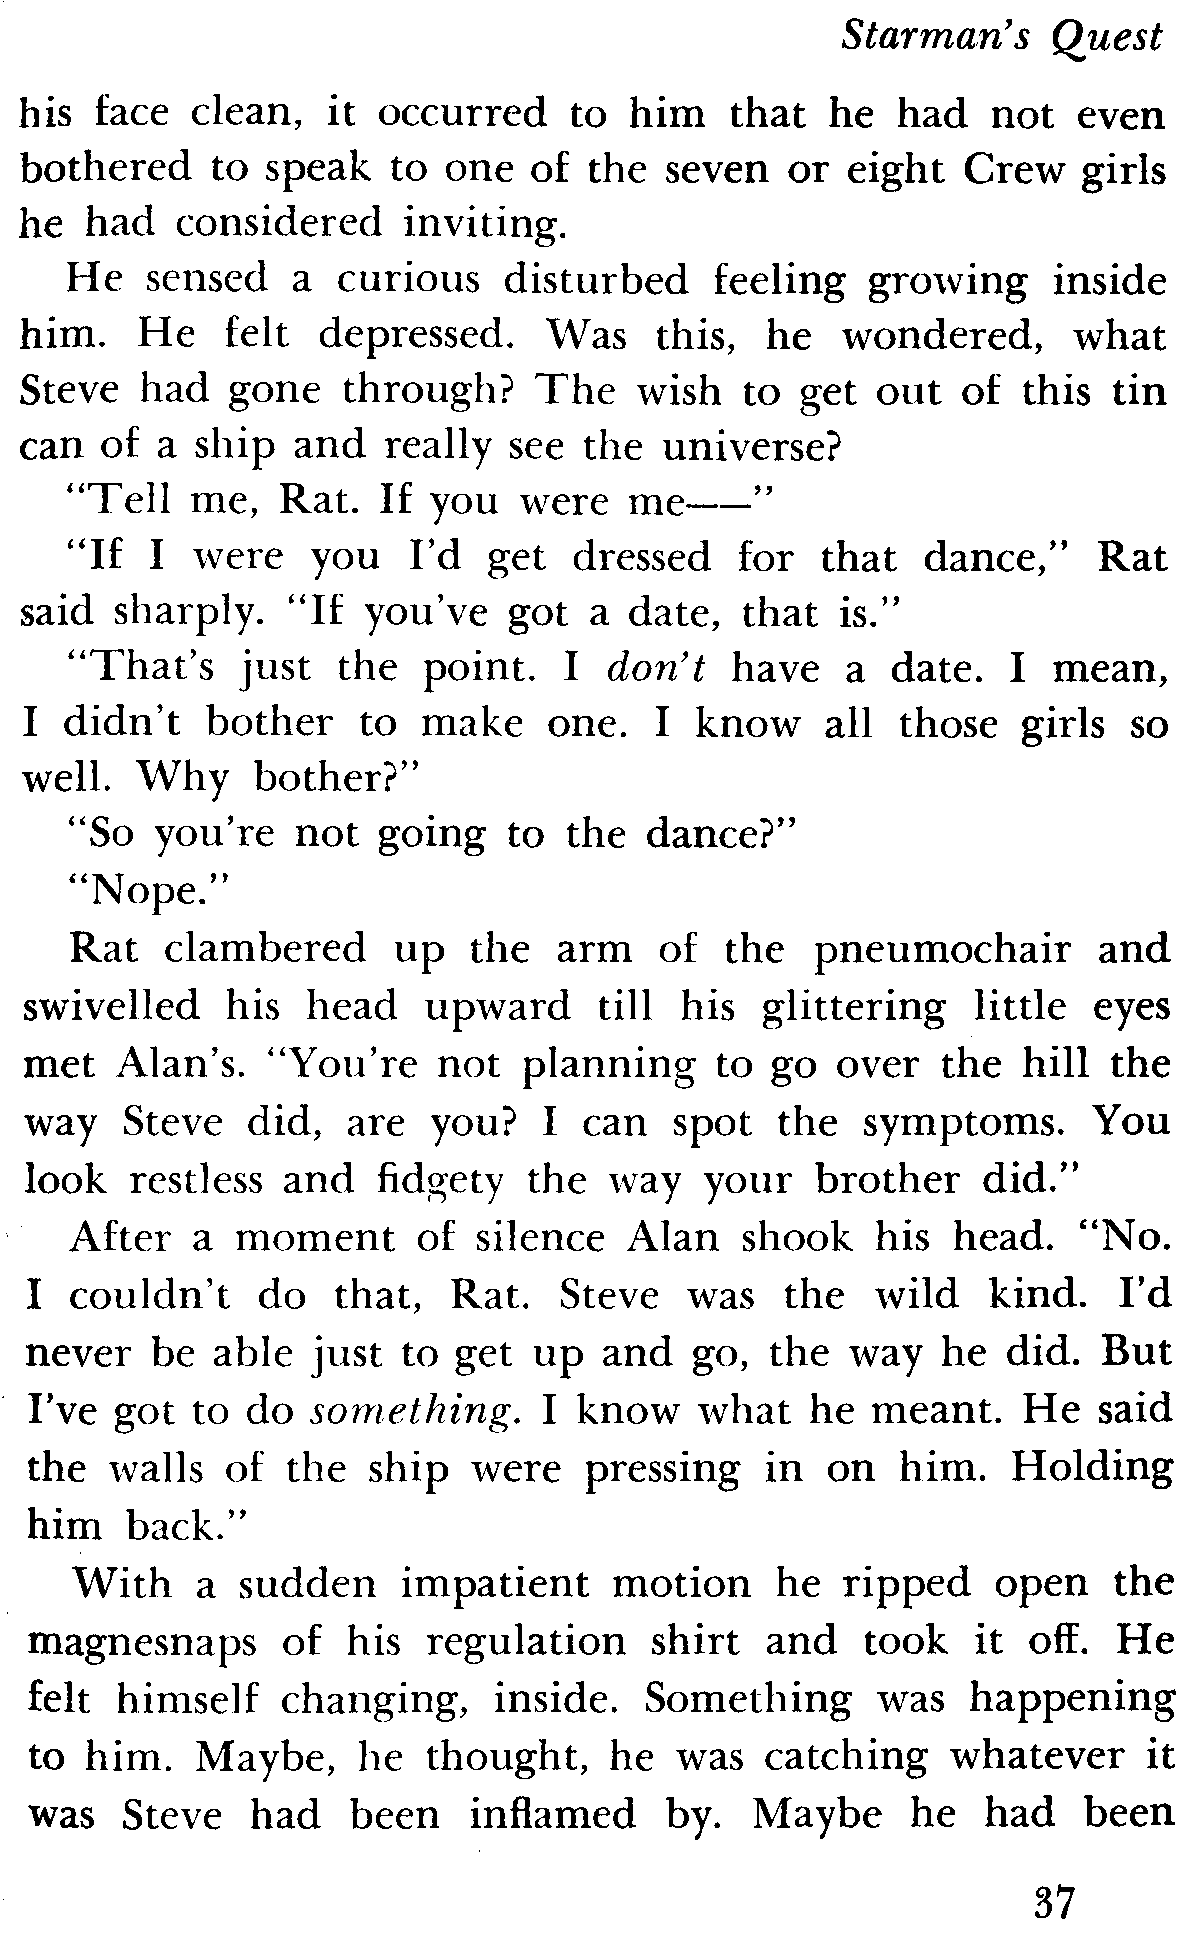 Starman's Quest
his face clean, it occurred to him that he had not even
bothered to speak to one of the seven or eight Crew girls
he had considered inviting.
He sensed a curious disturbed feeling growing inside
him. He felt depressed. Was this, he wondered, what
Steve had gone through? The wish to get out of this tin
can of a ship and really see the universe?
“Tell me, Rat. If you were me——”
“If I were you I’d get dressed for that dance,” Rat
said sharply. “If you’ve got a date, that is.”
“That’s just the point. I don’t have a date. I mean,
I didn’t bother to make one. I know all those girls so
well. Why bother?”
“So you’re not going to the dance?”
“Nope.”
Rat clambered up the arm of the pneumochair and
swivelled his head upward till his glittering little eyes
met Alan’s. “You’re not planning to go over the hill the
way Steve did, are you? I can spot the symptoms. You
look restless and fidgety the way your brother did.”
After a moment of silence Alan shook his head. “No.
I couldn’t do that, Rat. Steve was the wild kind. I’d
never be able just to get up and go, the way he did. But
I’ve got to do something. I know what he meant. He said
the walls of the ship were pressing in on him. Holding
him back.”
With a sudden impatient motion he ripped open the
magnesnaps of his regulation shirt and took it off. He
felt himself changing, inside. Something was happening
to him. Maybe, he thought, he was catching whatever it
was Steve had been inflamed by. Maybe he had been
37